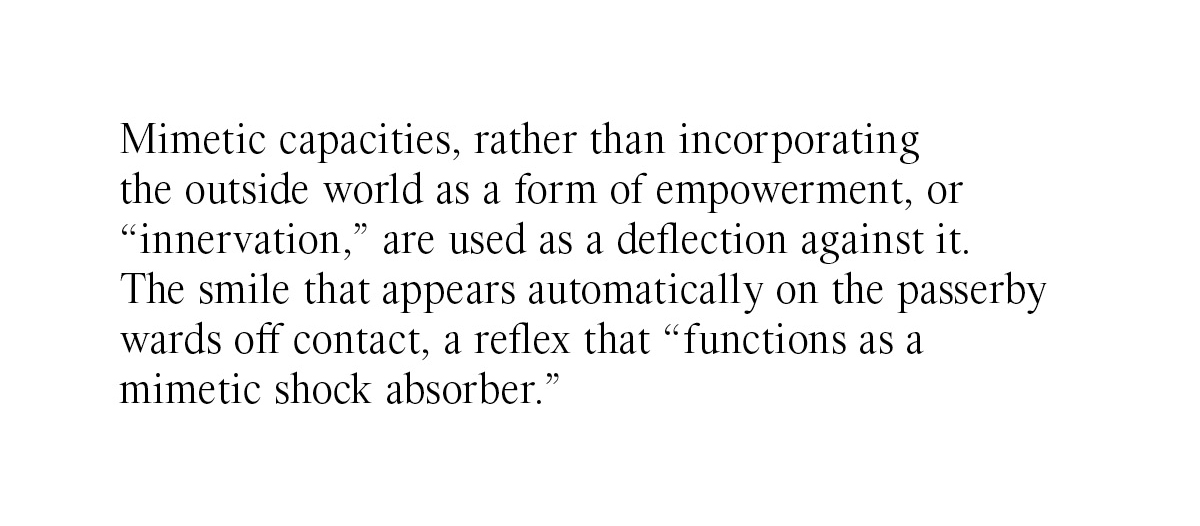 Mimetic capacities, rather than incorporating
the outside world as a form of empowerment, or
“innervation,” are used as a deflection against it.
The smile that appears automatically on the passerby
wards off contact, a reflex that “functions as a
mimetic shock absorber.”